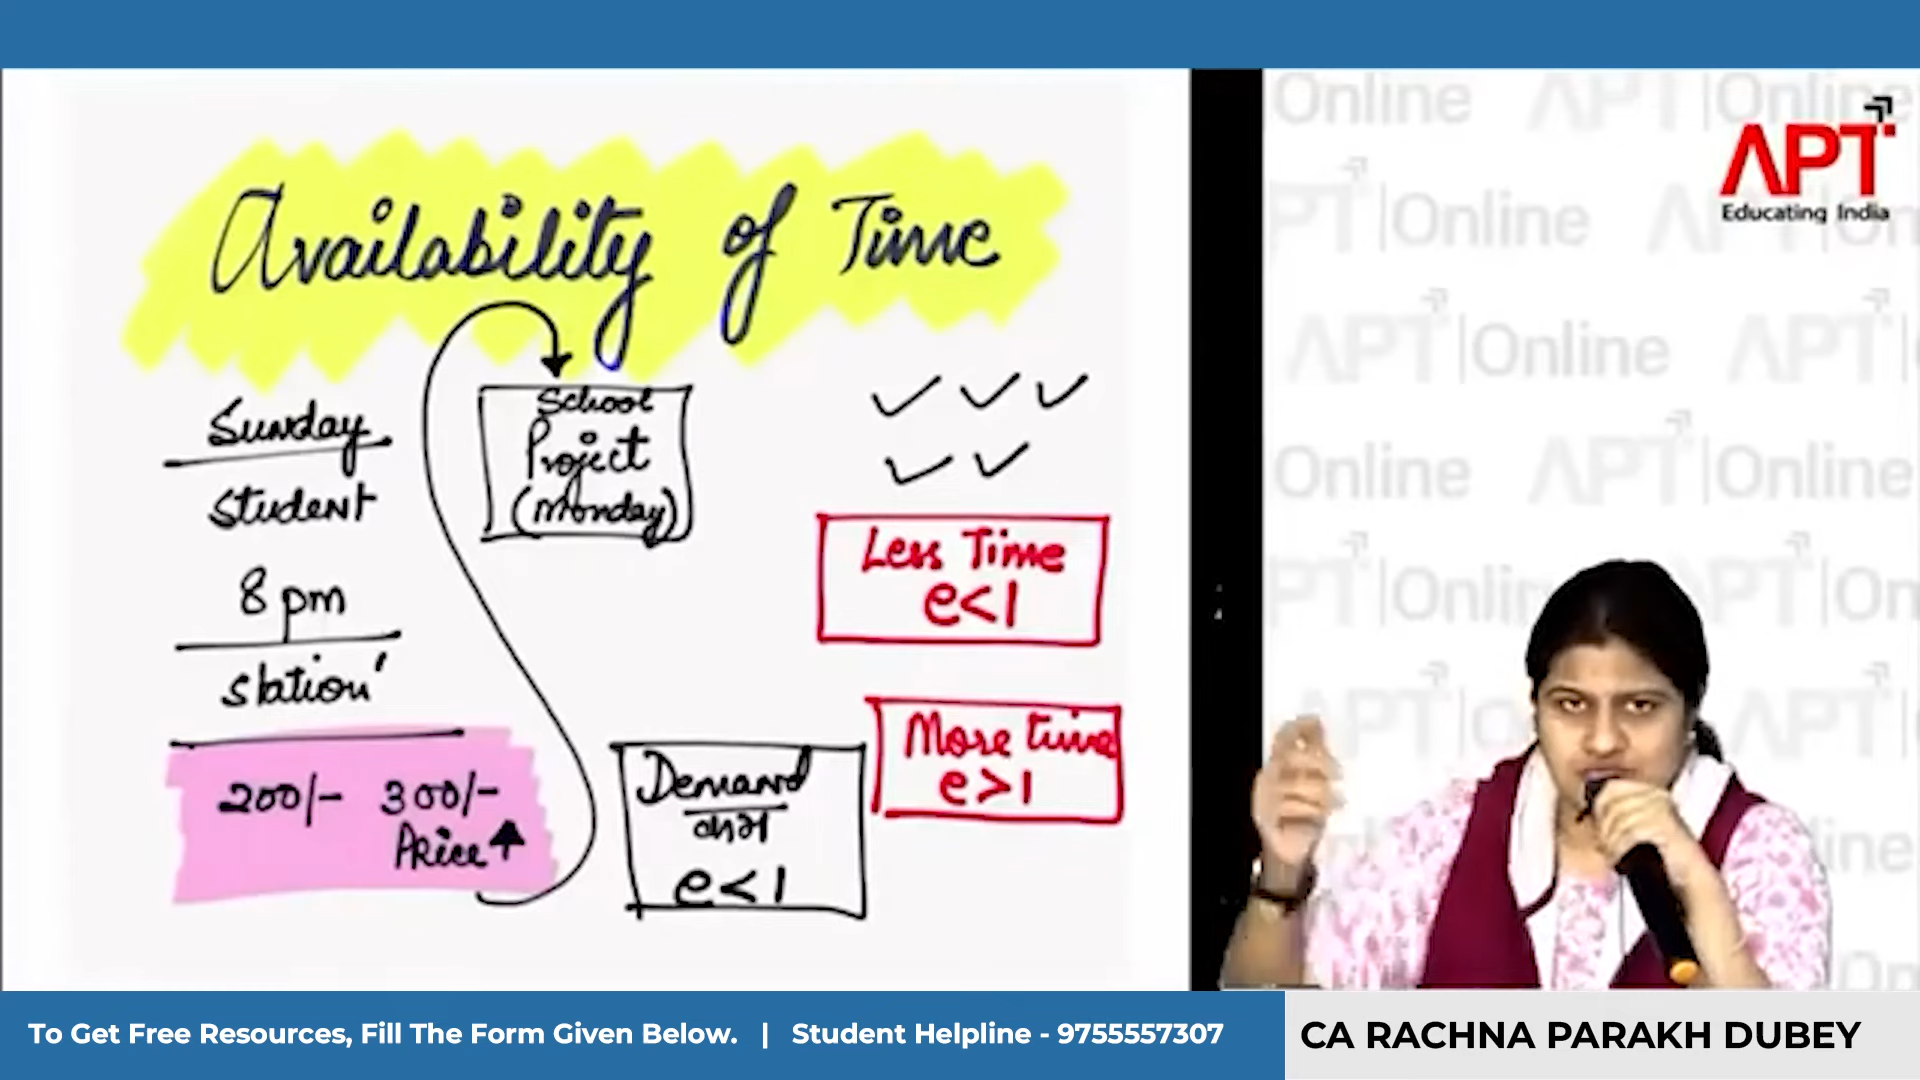 Availability of Time
Sunday
Student
8 pm
station'
200/- 300/-
Price
School
Project
(Monday)
Demand
कम
e<1
Less Time
e<1
More time
e>1
APT
Educating India
APT|Online
To Get Free Resources, Fill The Form Given Below. | Student Helpline - 9755557307
CA RACHNA PARAKH DUBEY